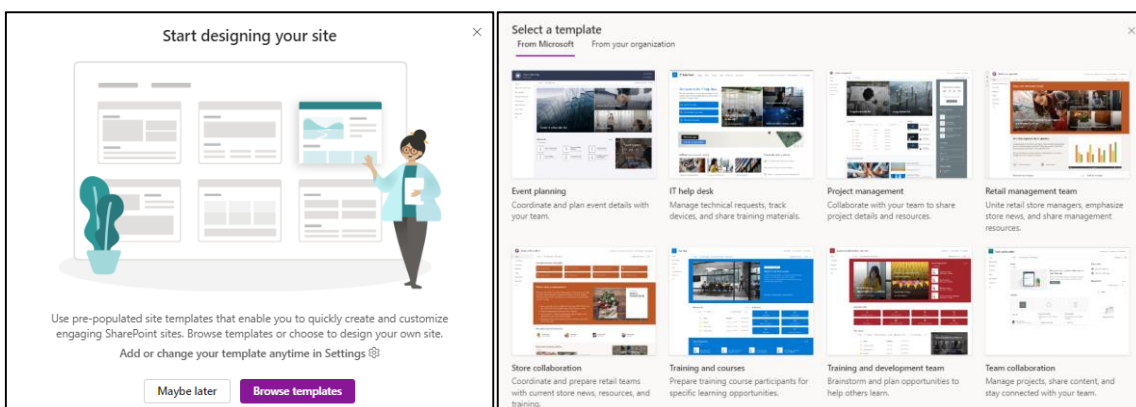 Start designing your site
Use pre-populated site templates that enable you to quickly create and customize
engaging SharePoint sites. Browse templates or choose to design your own site.
Add or change your template anytime in Settings
Maybe later
Browse templates
Select a template
From Microsoft
From your organization
Event planning
Coordinate and plan event details with
your team.
IT help desk
Manage technical requests, track
devices, and share training materials.
Project management
Collaborate with your team to share
project details and resources.
Retail management team
Unite retail store managers, emphasize
store news, and share management
resources.
Store collaboration
Coordinate and prepare retail teams
with current store news, resources, and
training.
Training and courses
Prepare training course participants for
specific learning opportunities.
Training and development team
Brainstorm and plan opportunities to
help others learn.
Team collaboration
Manage projects, share content, and
stay connected with your team.